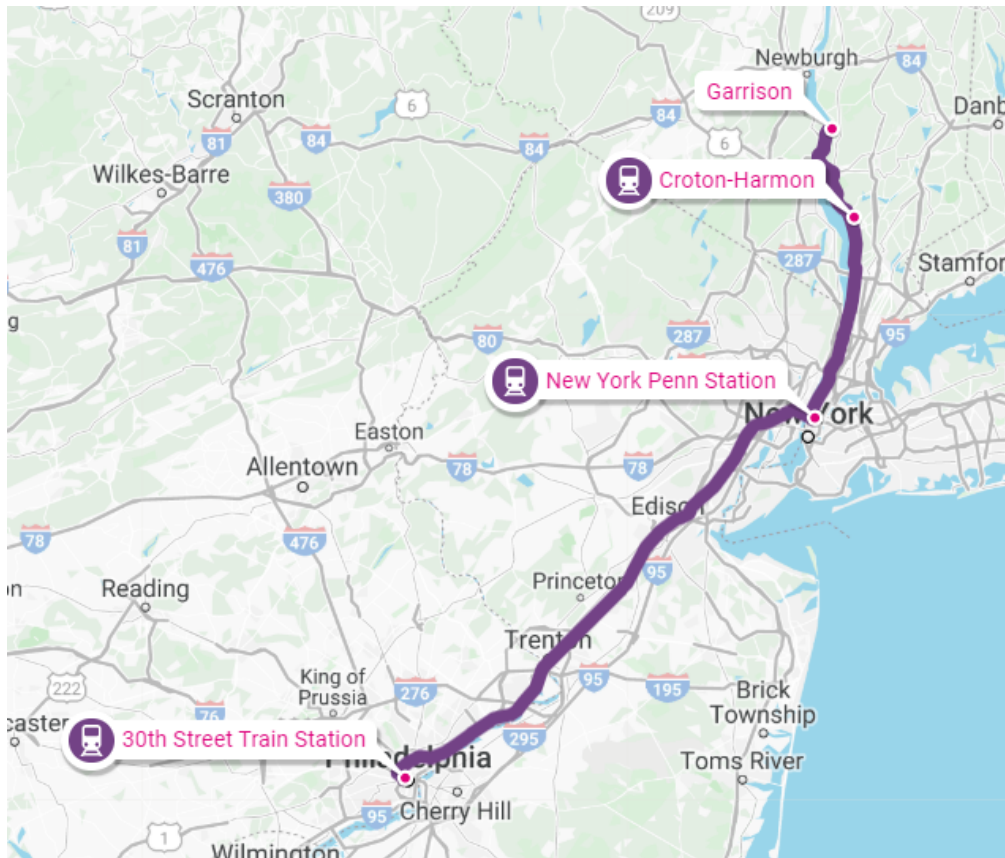 209
Newburgh
84
Garrison
Scranton
6
Danb
84
81
84
84
6
Wilkes-Barre
Croton-Harmon
380
81
476
287
Stamfor
g
287
95
80
New York Penn Station
New York
Easton
Allentown
78
78
Edison
78
476
95
Princeton
on
Reading
Trenton
King of
Prussia
222
276
95
195
Brick
Township
76
caster
30th Street Train Station
295
Philadelphia
Toms River
95
Cherry Hill
1
Wilmington